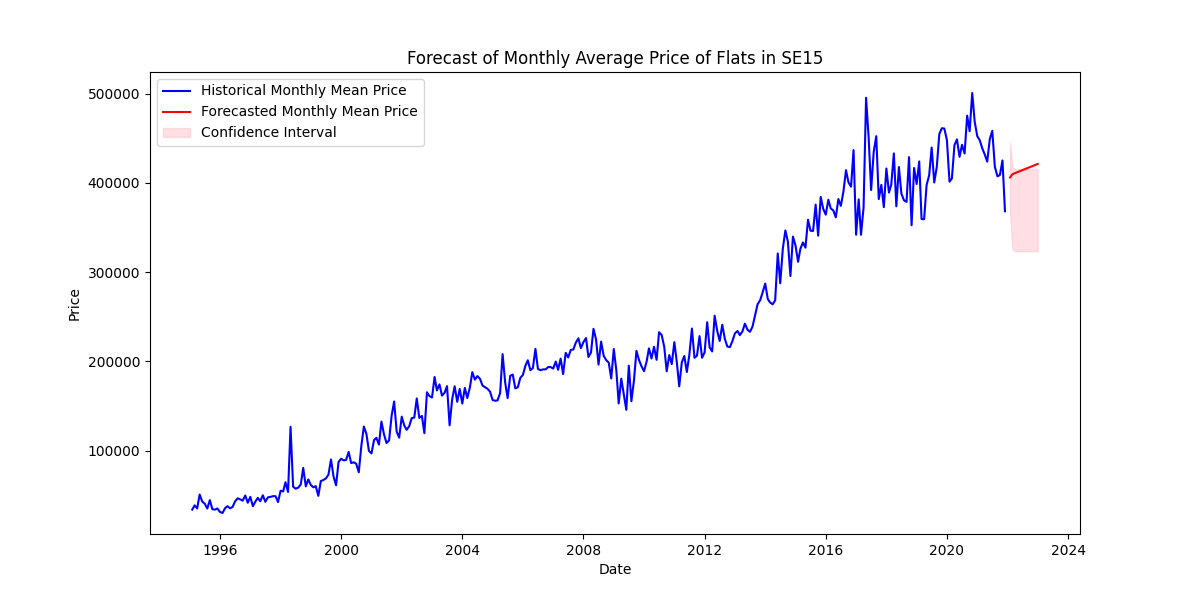 Forecast of Monthly Average Price of Flats in SE15
Historical Monthly Mean Price
Forecasted Monthly Mean Price
Confidence Interval
500000
400000
300000
200000
100000
Price
1996
2000
2004
2008
2012
2016
2020
2024
Date